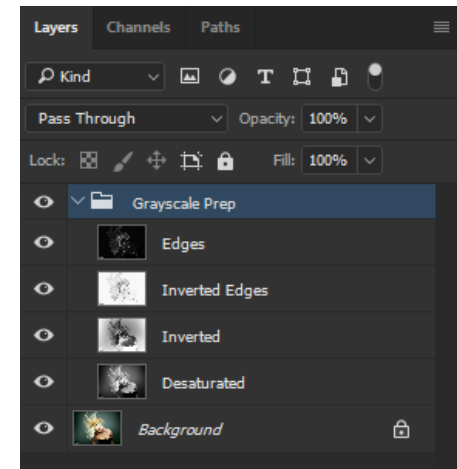 Layers Channels Paths
Kind
Pass Through Opacity: 100%
Lock: Fill: 100%
Grayscale Prep
Edges
Inverted Edges
Inverted
Desaturated
Background